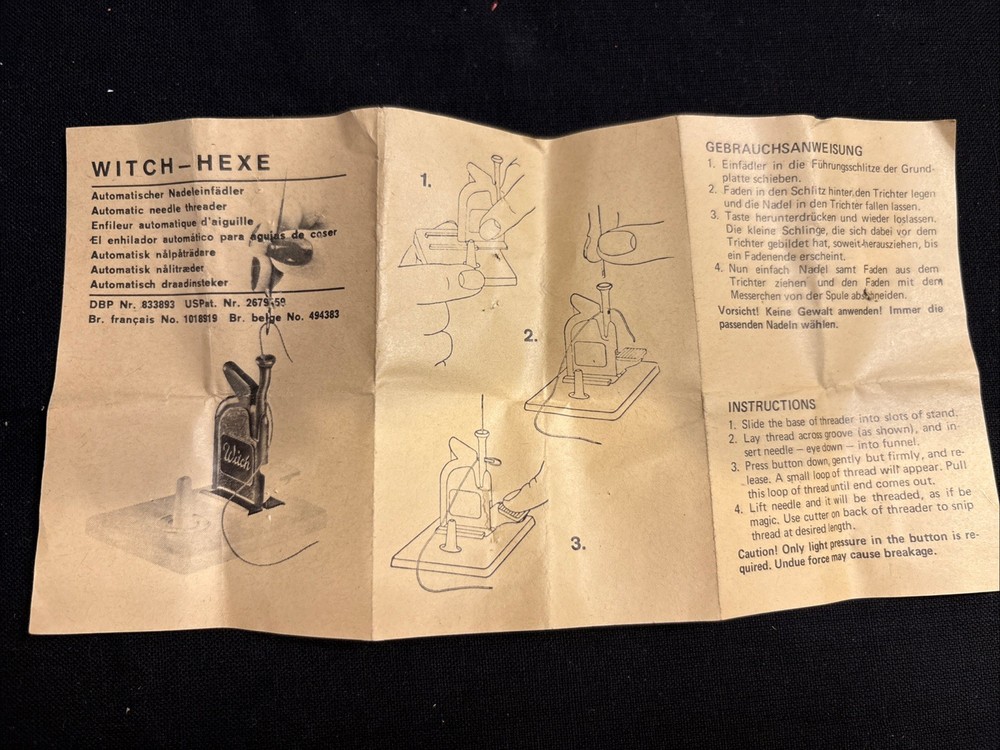 WITCH–HEXE
Automatischer Nadeleinfädler
Automatic needle threader
Enfileur automatique d'aiguille
El enhilador automático para agujas de coser
Automatisk nålpåträdare
Automatisk nålitræder
Automatisch draadinsteker
DBP Nr. 833893 USPat. Nr. 2679 59
Br. français No. 1018919 Br. belge No. 494383
Witch
1.
2.
3.
GEBRAUCHSANWEISUNG
1. Einfädler in die Führungsschlitze der Grund-
platte schieben.
2. Faden in den Schlitz hinter den Trichter legen
und die Nadel in den Trichter fallen lassen.
3. Taste herunterdrücken und wieder loslassen.
Die kleine Schlinge, die sich dabei vor dem
Trichter gebildet hat, soweit herausziehen, bis
ein Fadenende erscheint.
4. Nun einfach Nadel samt Faden aus dem
Trichter ziehen und den Faden mit dem
Messerchen von der Spule abschneiden.
Vorsicht! Keine Gewalt anwenden! Immer die
passenden Nadeln wählen.
INSTRUCTIONS
1. Slide the base of threader into slots of stand.
2. Lay thread across groove (as shown), and in-
sert needle – eye down – into funnel.
3. Press button down, gently but firmly, and re-
lease. A small loop of thread will appear. Pull
this loop of thread until end comes out.
4. Lift needle and it will be threaded, as if be
magic. Use cutter on back of threader to snip
thread at desired length.
Caution! Only light pressure in the button is re-
quired. Undue force may cause breakage.